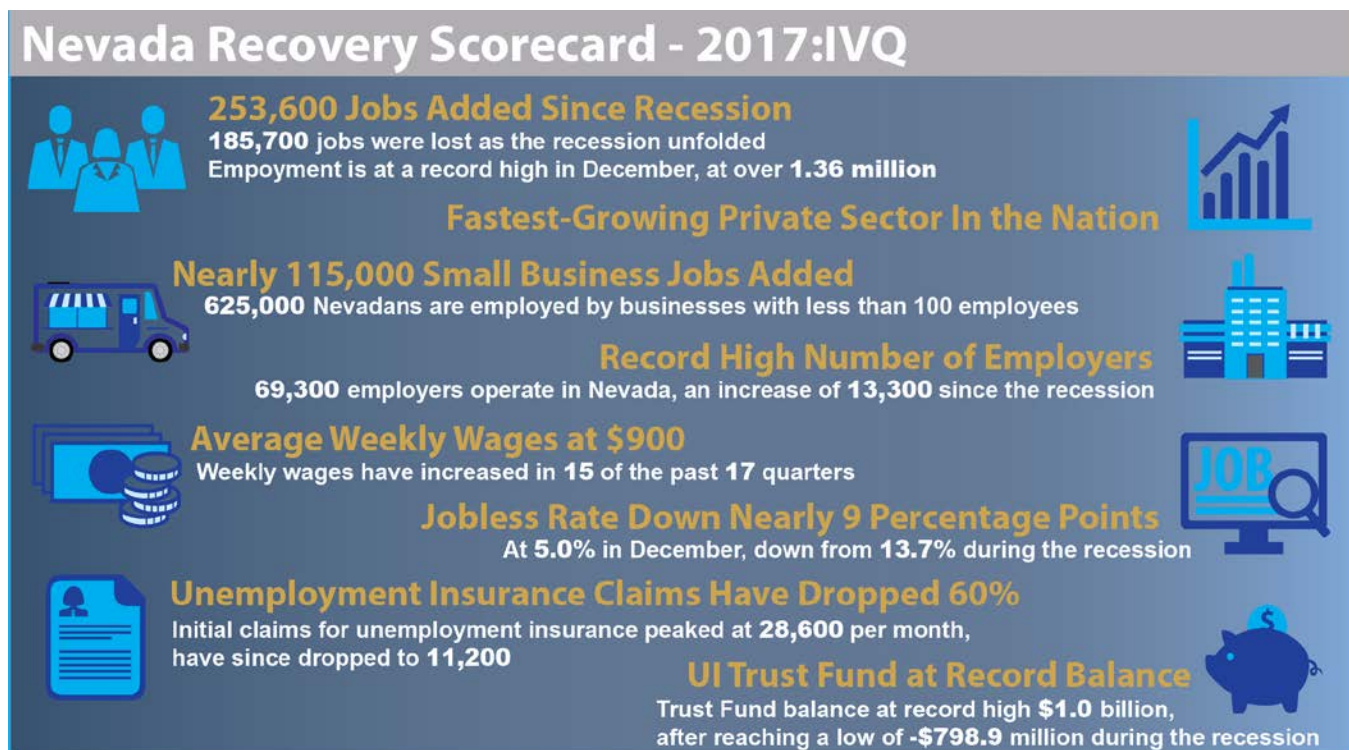 Nevada Recovery Scorecard - 2017:IVQ
253,600 Jobs Added Since Recession
185,700 jobs were lost as the recession unfolded
Empoyment is at a record high in December, at over 1.36 million
Fastest-Growing Private Sector In the Nation
Nearly 115,000 Small Business Jobs Added
625,000 Nevadans are employed by businesses with less than 100 employees
Record High Number of Employers
69,300 employers operate in Nevada, an increase of 13,300 since the recession
Average Weekly Wages at $900
Weekly wages have increased in 15 of the past 17 quarters
JOB
Jobless Rate Down Nearly 9 Percentage Points
At 5.0% in December, down from 13.7% during the recession
Unemployment Insurance Claims Have Dropped 60%
Initial claims for unemployment insurance peaked at 28,600 per month,
have since dropped to 11,200
$
UI Trust Fund at Record Balance
Trust Fund balance at record high $1.0 billion,
after reaching a low of -$798.9 million during the recession